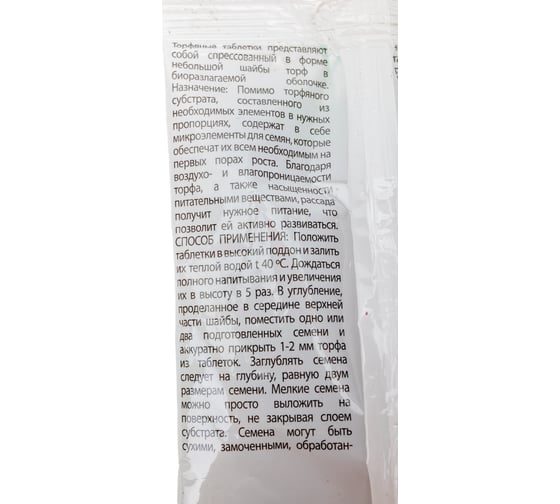 Торфяные таблетки представляют
собой спрессованный в форме
небольшой шайбы торф в
биоразлагаемой оболочке.
Назначение: Помимо торфяного
субстрата, составленного из
необходимых элементов в нужных
пропорциях, содержат в себе
микроэлементы для семян, которые
обеспечат их всем необходимым на
первых порах роста. Благодаря
воздухо- и влагопроницаемости
торфа, а также насыщенности
питательными веществами, рассада
получит нужное питание, что
позволит ей активно развиваться.
СПОСОБ ПРИМЕНЕНИЯ: Положить
таблетки в высокий поддон и залить
их теплой водой t 40 ºС. Дождаться
полного напитывания и увеличения
их в высоту в 5 раз. В углубление,
проделанное в середине верхней
части шайбы, поместить одно или
два подготовленных семени и
аккуратно прикрыть 1-2 мм торфа
из таблеток. Заглублять семена
следует на глубину, равную двум
размерам семени. Мелкие семена
можно просто выложить на
поверхность, не закрывая слоем
субстрата. Семена могут быть
сухими, замоченными, обработан-